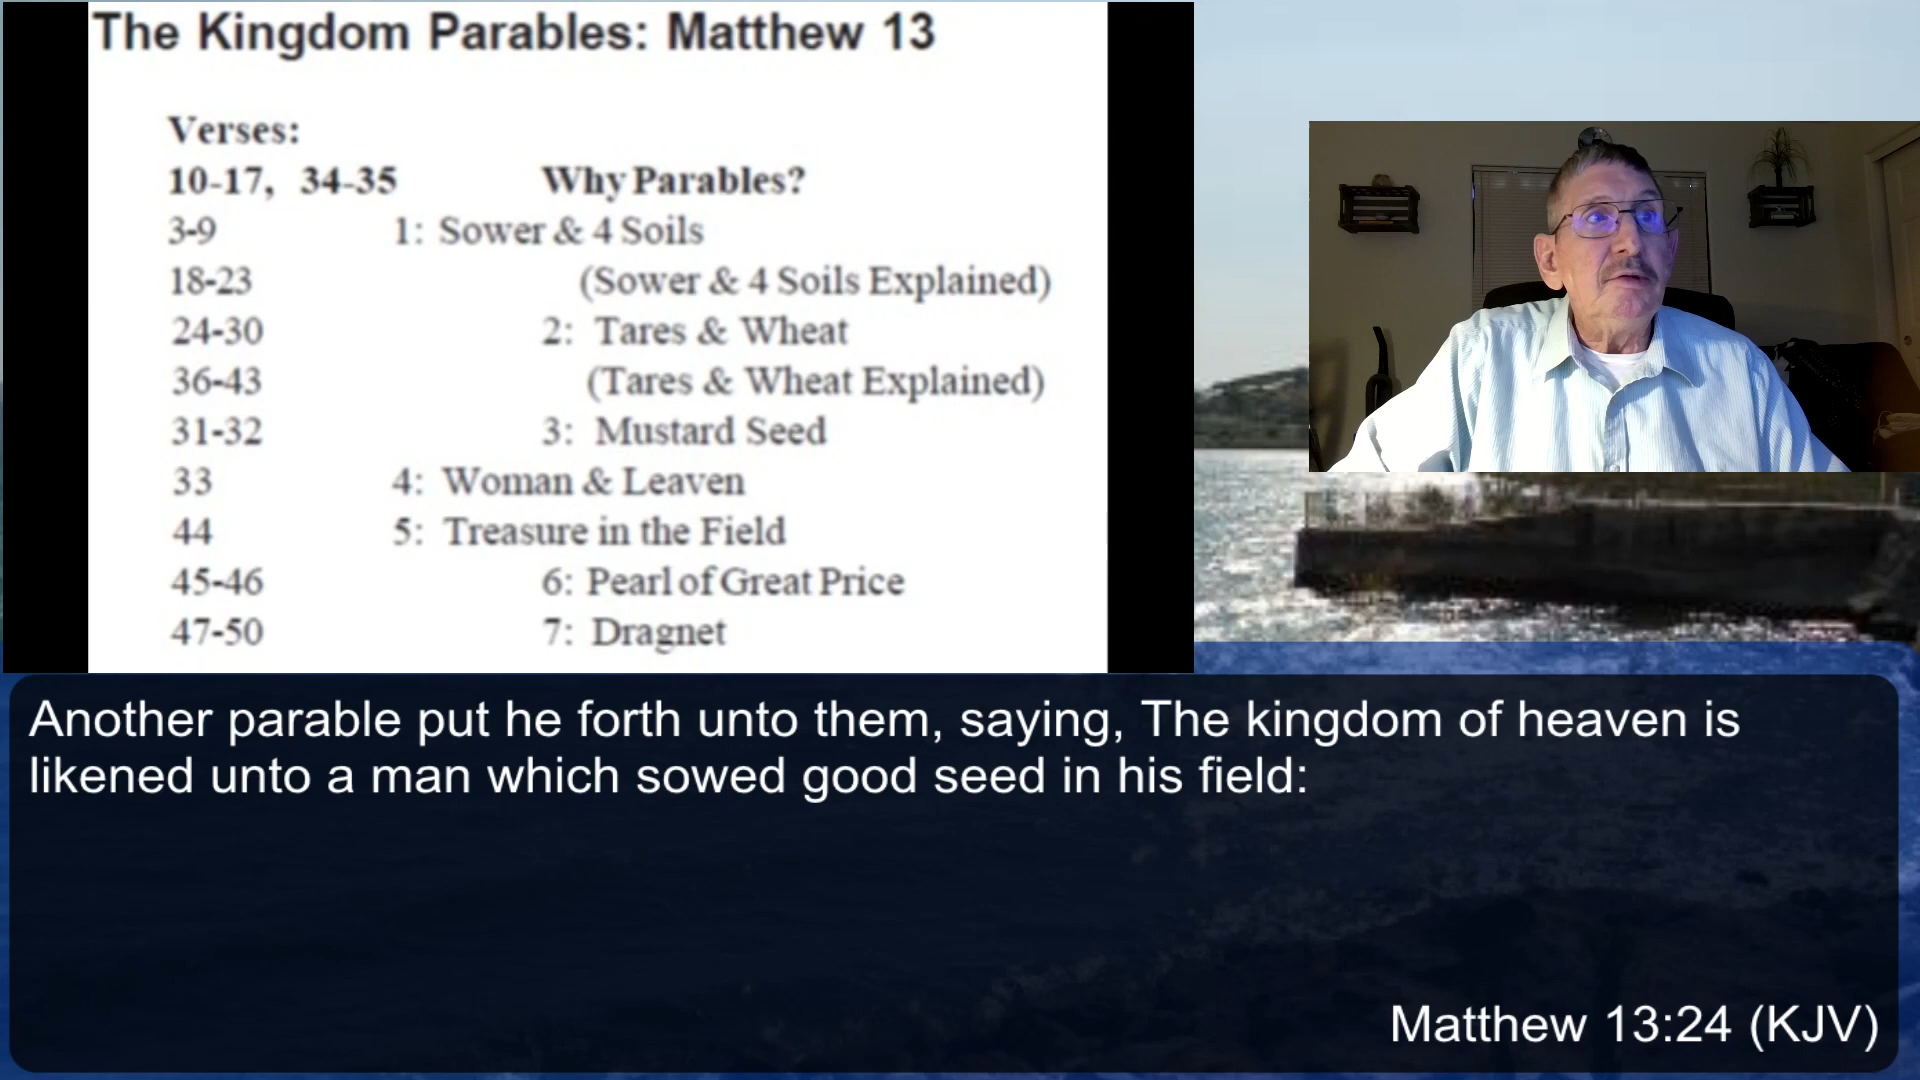 The Kingdom Parables: Matthew 13
Verses:
10-17, 34-35 Why Parables?
3-9 1: Sower & 4 Soils
18-23 (Sower & 4 Soils Explained)
24-30 2: Tares & Wheat
36-43 (Tares & Wheat Explained)
31-32 3: Mustard Seed
33 4: Woman & Leaven
44 5: Treasure in the Field
45-46 6: Pearl of Great Price
47-50 7: Dragnet
Another parable put he forth unto them, saying, The kingdom of heaven is
likened unto a man which sowed good seed in his field:
Matthew 13:24 (KJV)